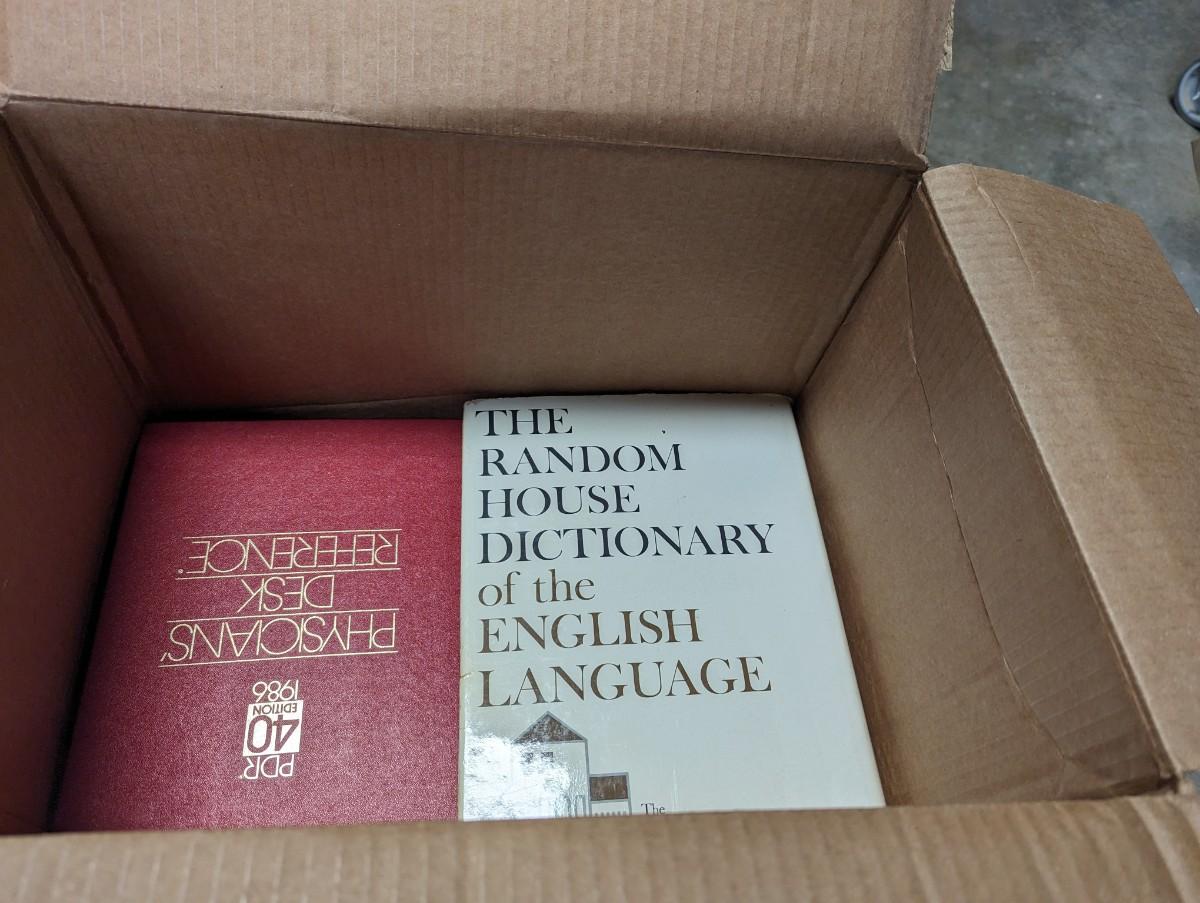 PDR®
40
EDITION
1986
PHYSICIANS'
DESK
REFERENCE®
THE
RANDOM
HOUSE
DICTIONARY
of the
ENGLISH
LANGUAGE
The